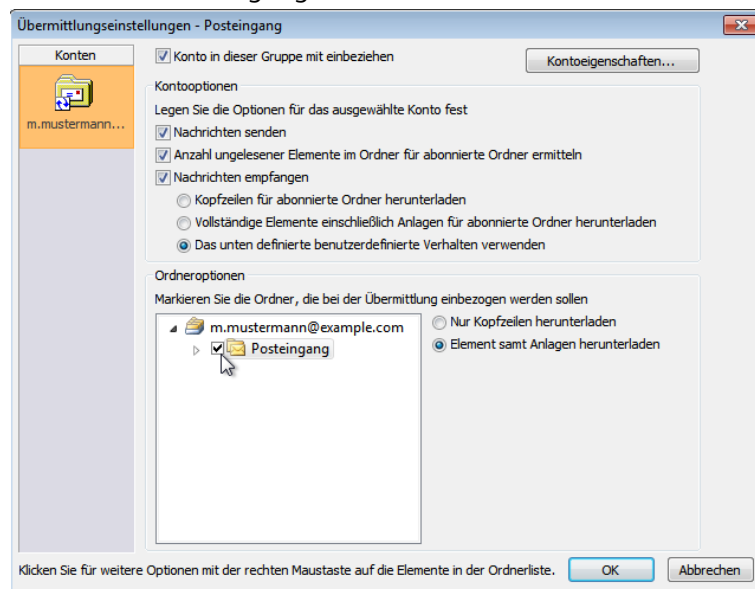 Übermittlungseinstellungen - Posteingang
Konten
m.mustermann...
Konto in dieser Gruppe mit einbeziehen
Kontoeigenschaften...
Kontooptionen
Legen Sie die Optionen für das ausgewählte Konto fest
Nachrichten senden
Anzahl ungelesener Elemente im Ordner für abonnierte Ordner ermitteln
Nachrichten empfangen
Kopfzeilen für abonnierte Ordner herunterladen
Vollständige Elemente einschließlich Anlagen für abonnierte Ordner herunterladen
Das unten definierte benutzerdefinierte Verhalten verwenden
Ordneroptionen
Markieren Sie die Ordner, die bei der Übermittlung einbezogen werden sollen
m.mustermann@example.com
Posteingang
Nur Kopfzeilen herunterladen
Element samt Anlagen herunterladen
Klicken Sie für weitere Optionen mit der rechten Maustaste auf die Elemente in der Ordnerliste.
OK
Abbrechen